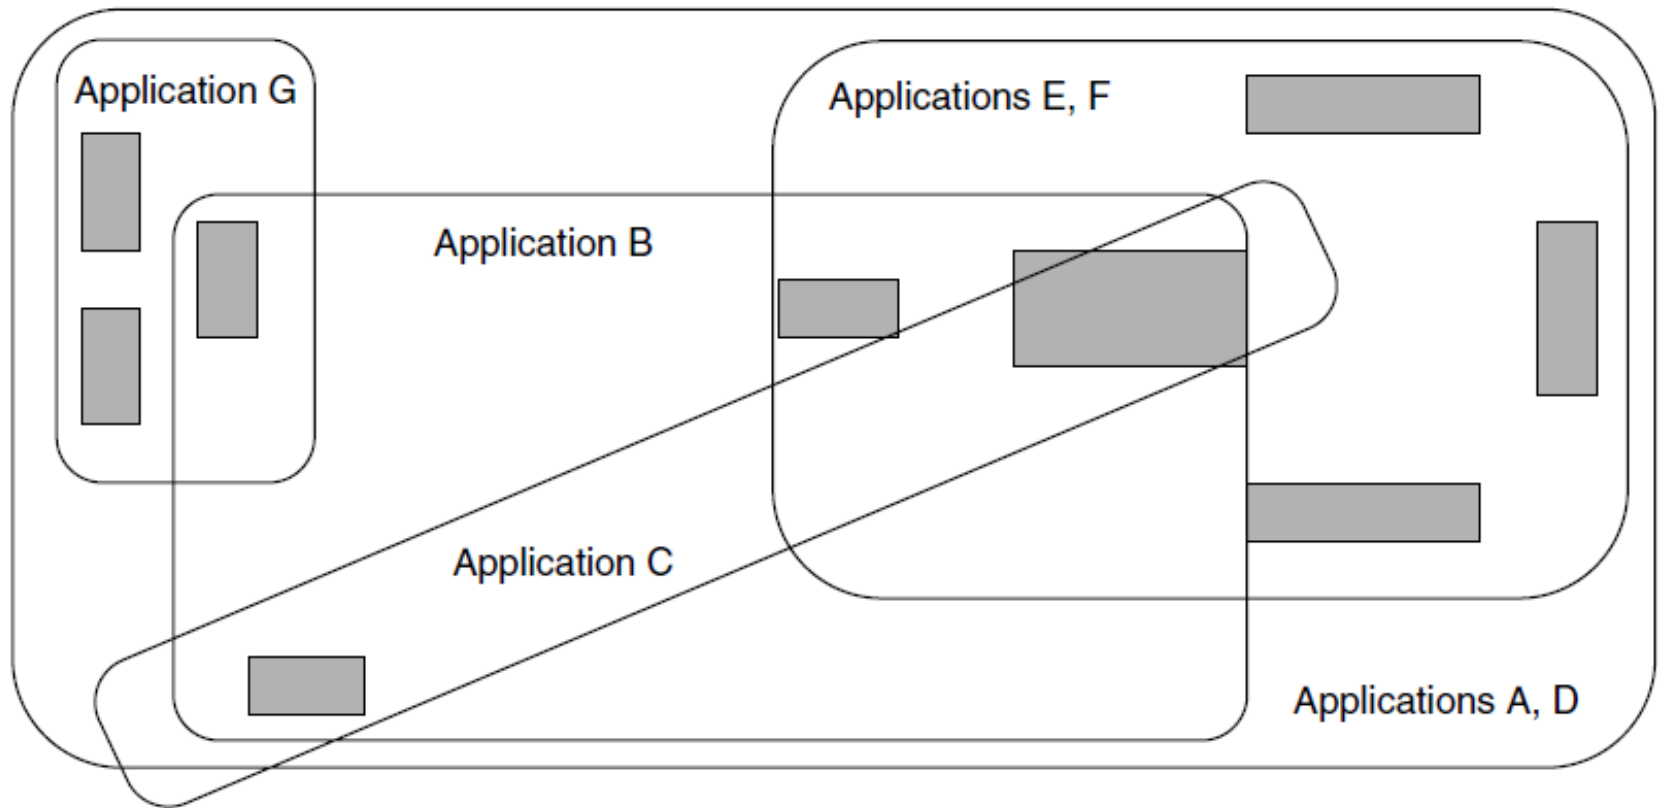 Application G
Applications E, F
Application B
Application C
Applications A, D